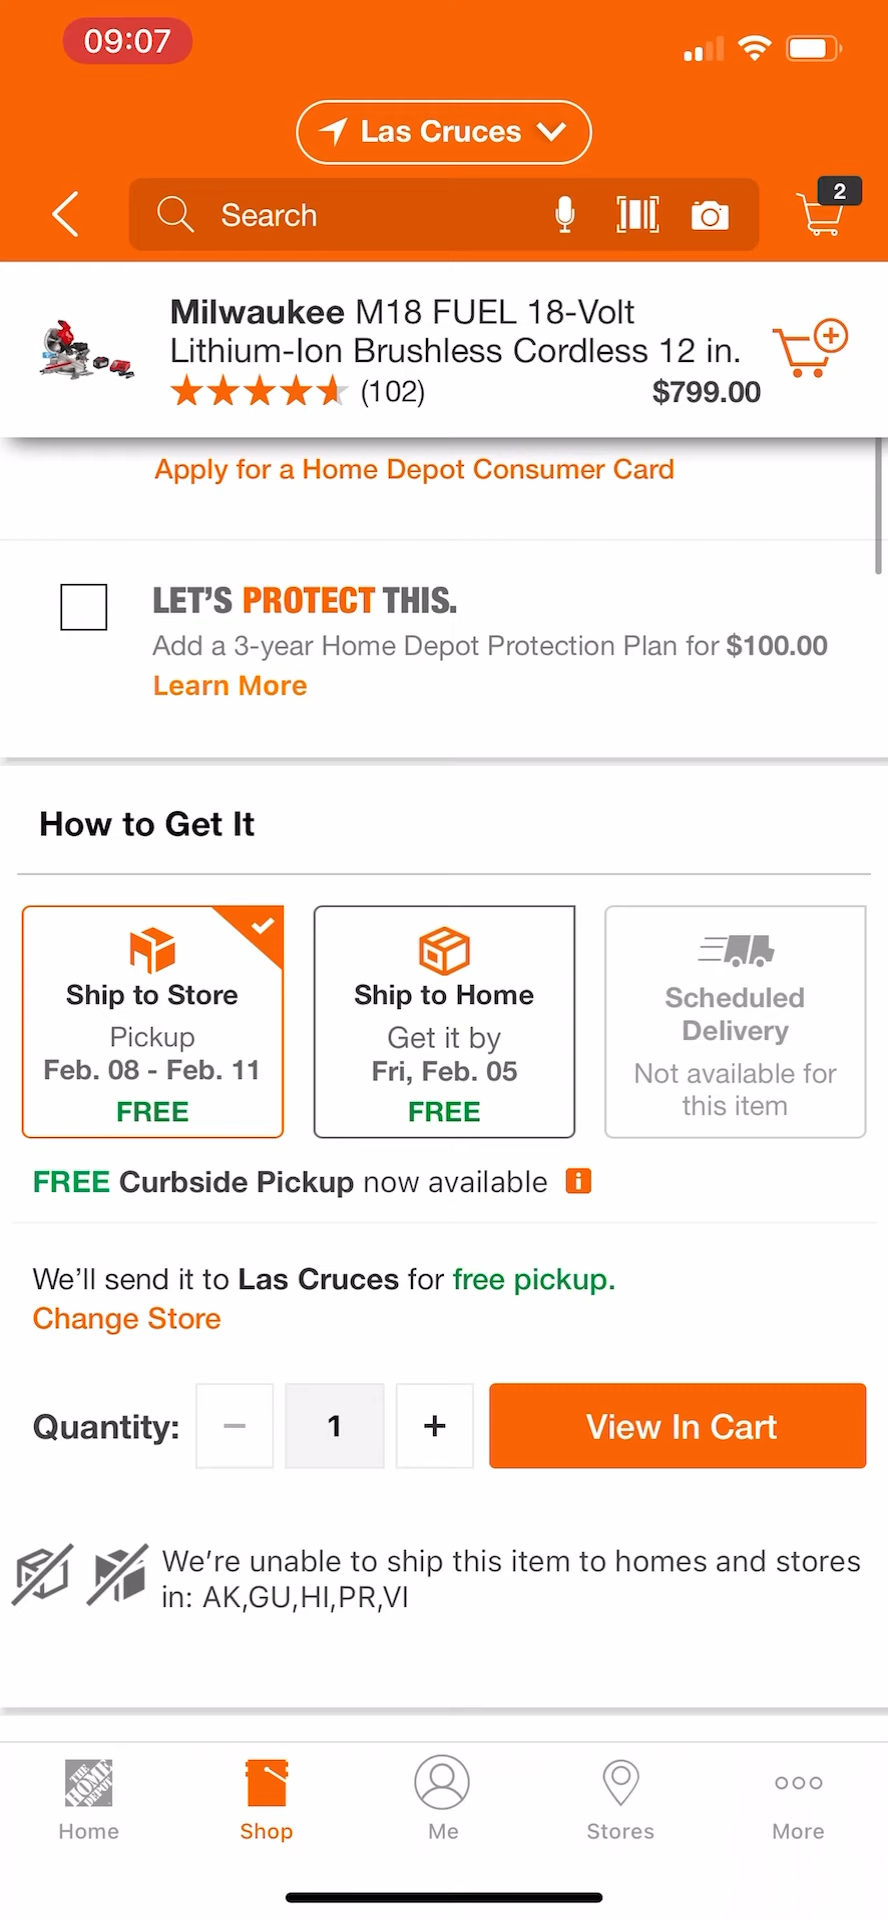 09:07
Las Cruces
Search
2
Milwaukee M18 FUEL 18-Volt
Lithium-Ion Brushless Cordless 12 in.
(102)
$799.00
Apply for a Home Depot Consumer Card
LET'S PROTECT THIS.
Add a 3-year Home Depot Protection Plan for $100.00
Learn More
How to Get It
Ship to Store
Pickup
Feb. 08 - Feb. 11
FREE
Ship to Home
Get it by
Fri, Feb. 05
FREE
Scheduled
Delivery
Not available for
this item
FREE Curbside Pickup now available
We'll send it to Las Cruces for free pickup.
Change Store
Quantity:
1
View In Cart
We're unable to ship this item to homes and stores
in: AK,GU,HI,PR,VI
THE HOME DEPOT
Home
Shop
Me
Stores
More